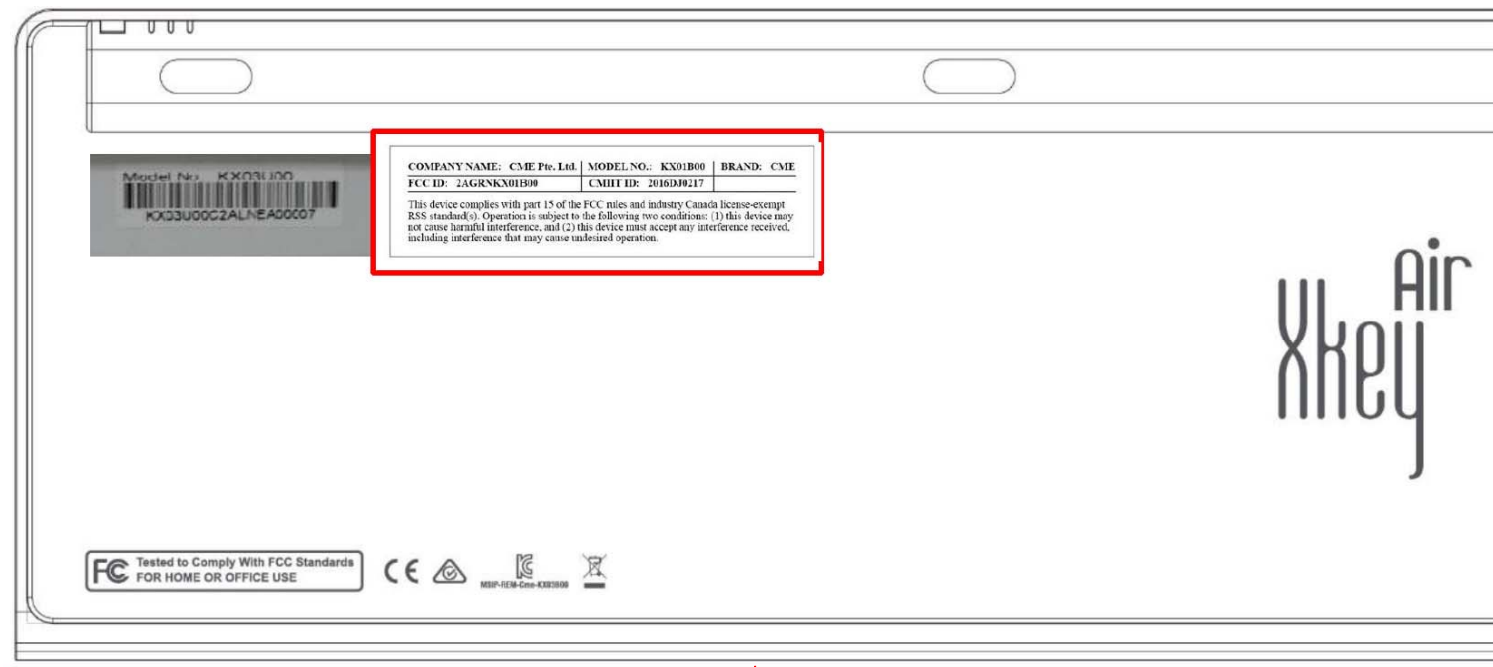 Model No KX03U00
KX03U00C2ALNEA00007
COMPANY NAME: CME Pte. Ltd. MODEL NO.: KX01B00 BRAND: CME
FCC ID: 2AGRNKX01B00 CMIIT ID: 2016DJ0217
This device complies with part 15 of the FCC rules and industry Canada license-exempt
RSS standard(s). Operation is subject to the following two conditions: (1) this device may
not cause harmful interference, and (2) this device must accept any interference received,
including interference that may cause undesired operation.
Xkey Air
FC Tested to Comply With FCC Standards
FOR HOME OR OFFICE USE
CE